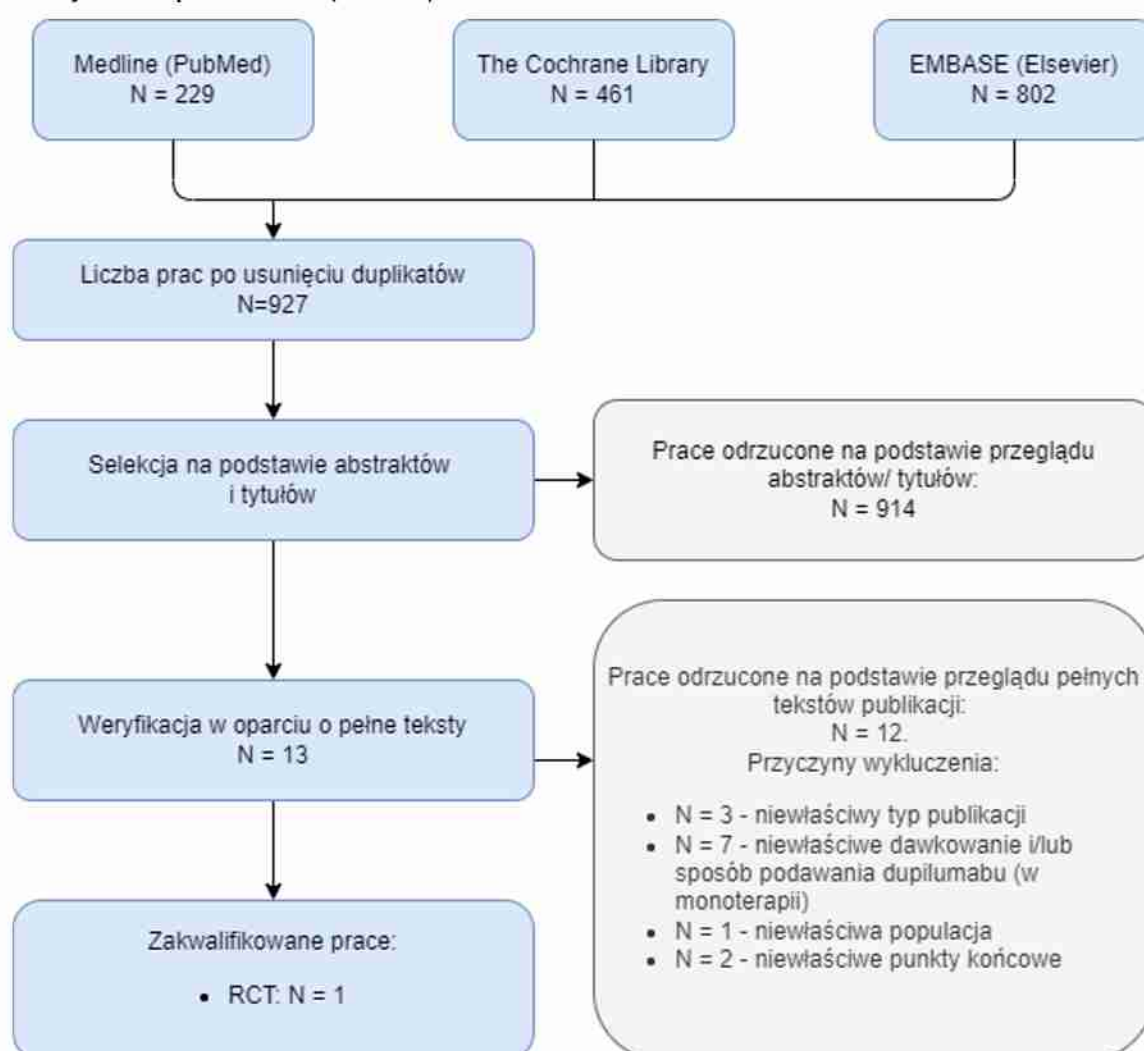 Medline (PubMed)
N = 229
The Cochrane Library
N = 461
EMBASE (Elsevier)
N = 802
Liczba prac po usunięciu duplikatów
N=927
Selekcja na podstawie abstraktów
i tytułów
Prace odrzucone na podstawie przeglądu
abstraktów/ tytułów:
N = 914
Weryfikacja w oparciu o pełne teksty
N = 13
Prace odrzucone na podstawie przeglądu pełnych
tekstów publikacji:
N = 12.
Przyczyny wykluczenia:
• N = 3 - niewłaściwy typ publikacji
• N = 7 - niewłaściwe dawkowanie i/lub
sposób podawania dupilumabu (w
monoterapii)
• N = 1 - niewłaściwa populacja
• N = 2 - niewłaściwe punkty końcowe
Zakwalifikowane prace:
• RCT: N = 1